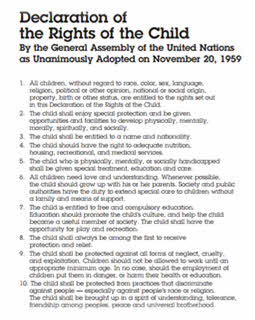 Declaration of
the Rights of the Child
By the General Assembly of the United Nations
as Unanimously Adopted on November 20, 1959
1. All children, without regard to race, color, sex, language,
religion, political or other opinion, national or social origin,
property, birth or other status, are entitled to the rights set out
in this Declaration of the Rights of the Child.
2. The child shall enjoy special protection and be given
opportunities and facilities to develop physically, mentally,
morally, spiritually, and socially.
3. The child shall be entitled to a name and nationality.
4. The child should have the right to adequate nutrition,
housing, recreational, and medical services.
5. The child who is physically, mentally, or socially handicapped
shall be given special treatment, education and care.
6. All children need love and understanding. Whenever possible,
the child should grow up with his or her parents. Society and public
authorities have the duty to extend special care to children without
a family and means of support.
7. The child is entitled to free and compulsory education.
Education should promote the child's culture, and help the child
become a useful member of society. The child shall have the
opportunity for play and recreation.
8. The child shall always be among the first to receive
protection and relief.
9. The child shall be protected against all forms of neglect, cruelty,
and exploitation. Children should not be allowed to work until an
appropriate minimum age. In no case, should the employment of
children put them in danger, or harm their health or education.
10. The child shall be protected from practices that discriminate
against people — especially against people's race or religion.
The child shall be brought up in a spirit of understanding, tolerance,
friendship among peoples, peace and universal brotherhood.